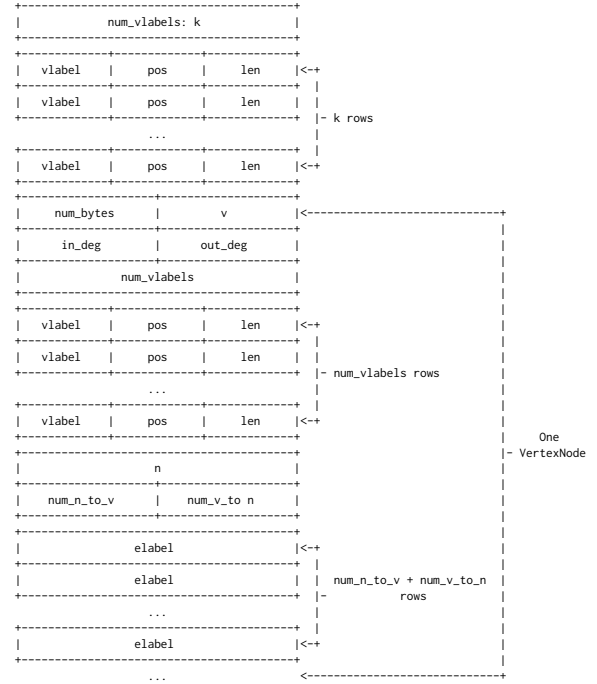 +------------------------------------------+
| num_vlabels: k |
+------------------------------------------+
+-------------+-------------+-------------+
| vlabel | pos | len |<-+
+-------------+-------------+-------------+ |
| vlabel | pos | len | |
+-------------+-------------+-------------+ |- k rows
... |
+-------------+-------------+-------------+ |
| vlabel | pos | len |<-+
+-------------+-------------+-------------+
+--------------------+--------------------+
| num_bytes | v |<-----------------------------+
+--------------------+--------------------+ |
| in_deg | out_deg | |
+--------------------+--------------------+ |
| num_vlabels | |
+------------------------------------------+ |
+-------------+-------------+-------------+ |
| vlabel | pos | len |<-+ |
+-------------+-------------+-------------+ | |
| vlabel | pos | len | | |
+-------------+-------------+-------------+ |- num_vlabels rows |
... | |
+-------------+-------------+-------------+ | |
| vlabel | pos | len |<-+ |
+-------------+-------------+-------------+ | One
+------------------------------------------+ |- VertexNode
| n | |
+--------------------+--------------------+ |
| num_n_to_v | num_v_to n | |
+--------------------+--------------------+ |
+------------------------------------------+ |
| elabel |<-+ |
+------------------------------------------+ | |
| elabel | | num_n_to_v + num_v_to_n |
+------------------------------------------+ |- rows |
... | |
+------------------------------------------+ | |
| elabel |<-+ |
+------------------------------------------+ |
... <-----------------------------+